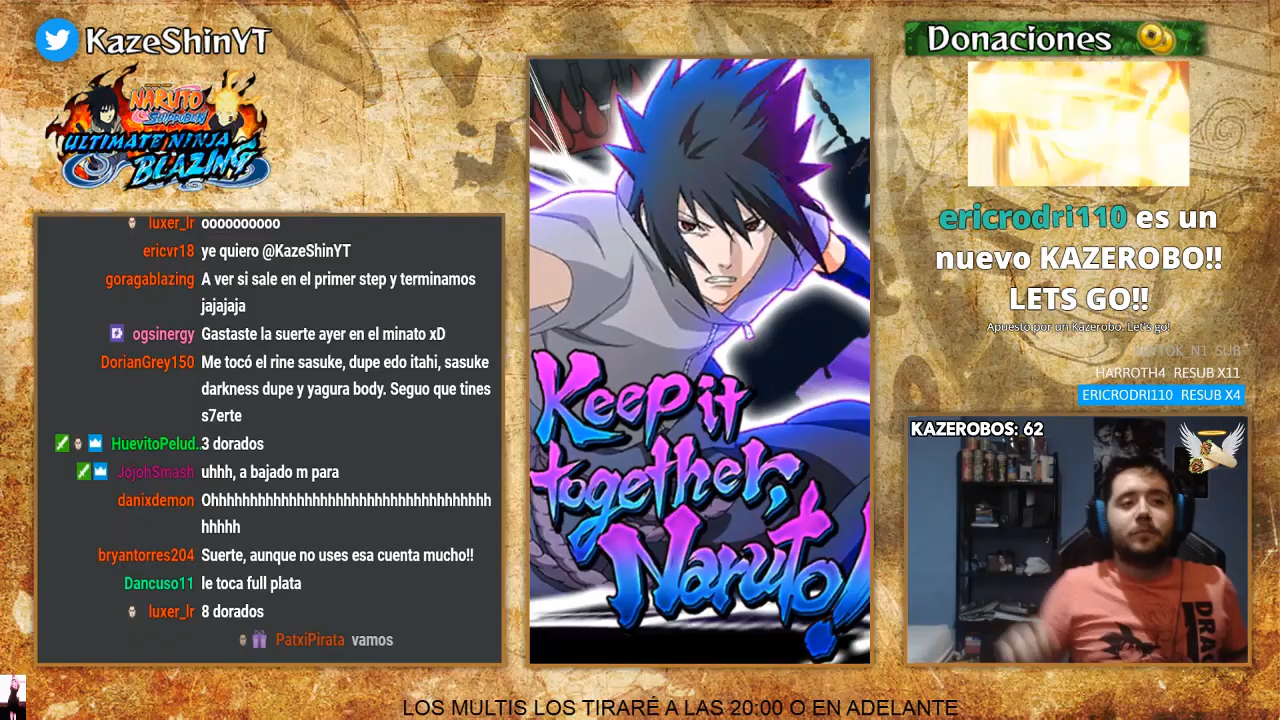 KazeShinYT
NARUTO
SHIPPUDEN
ULTIMATE NINJA
BLAZING
luxer_lr oooooooooo
ericvr18 ye quiero @KazeShinYT
goragablazing A ver si sale en el primer step y terminamos
jajajaja
ogsinergy Gastaste la suerte ayer en el minato xD
DorianGrey150 Me tocó el rine sasuke, dupe edo itahi, sasuke
darkness dupe y yagura body. Seguo que tines
s7erte
HuevitoPelud.. 3 dorados
JojohSmash uhhh, a bajado m para
danixdemon Ohhhhhhhhhhhhhhhhhhhhhhhhhhhhhhhhhhh
hhhhh
bryantorres204 Suerte, aunque no uses esa cuenta mucho!!
Dancuso11 le toca full plata
luxer_lr 8 dorados
PatxiPirata vamos
Keep it
together,
Naruto!
Donaciones
ericrodri110 es un
nuevo KAZEROBO!!
LETS GO!!
Apuesto por un Kazerobo. Let's go!
SUB
HARROTH4 RESUB X11
ERICRODRI110 RESUB X4
KAZEROBOS: 62
LOS MULTIS LOS TIRARÉ A LAS 20:00 O EN ADELANTE